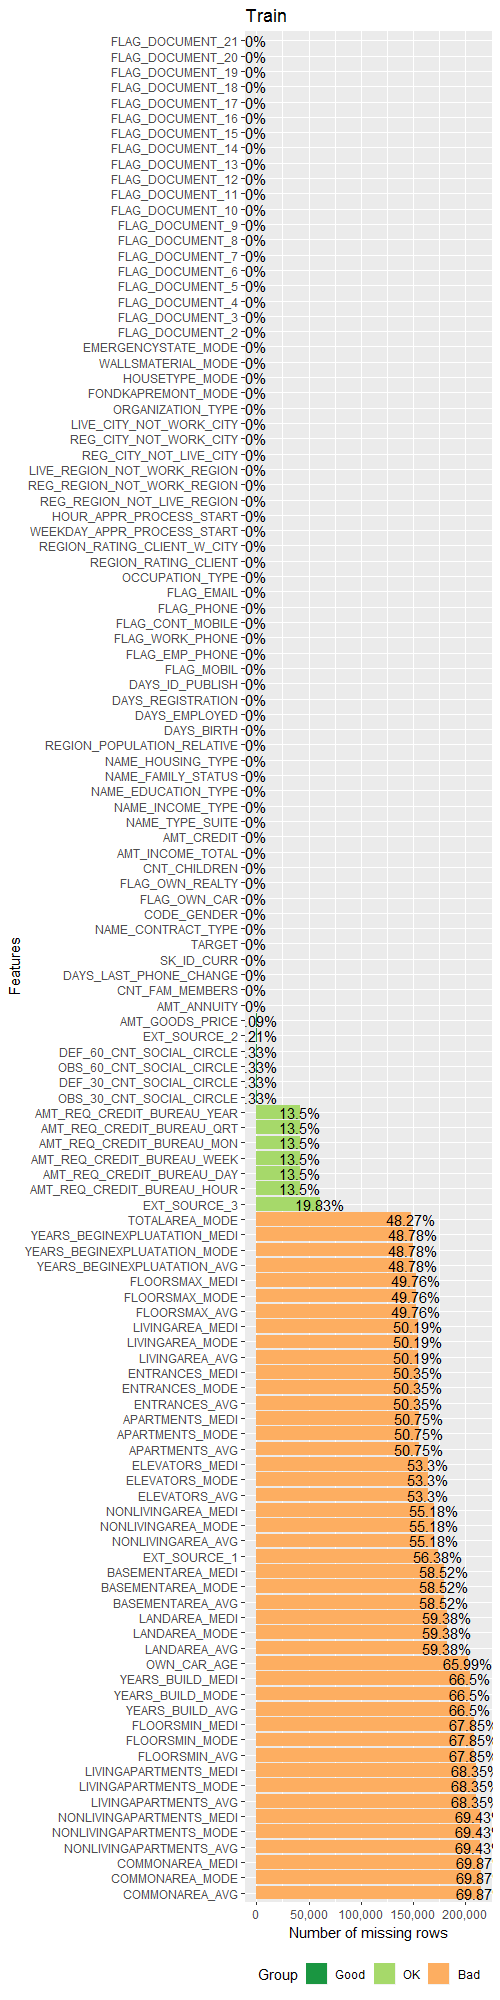 Train
FLAG_DOCUMENT_21 0%
FLAG_DOCUMENT_20 0%
FLAG_DOCUMENT_19 0%
FLAG_DOCUMENT_18 0%
FLAG_DOCUMENT_17 0%
FLAG_DOCUMENT_16 0%
FLAG_DOCUMENT_15 0%
FLAG_DOCUMENT_14 0%
FLAG_DOCUMENT_13 0%
FLAG_DOCUMENT_12 0%
FLAG_DOCUMENT_11 0%
FLAG_DOCUMENT_10 0%
FLAG_DOCUMENT_9 0%
FLAG_DOCUMENT_8 0%
FLAG_DOCUMENT_7 0%
FLAG_DOCUMENT_6 0%
FLAG_DOCUMENT_5 0%
FLAG_DOCUMENT_4 0%
FLAG_DOCUMENT_3 0%
FLAG_DOCUMENT_2 0%
EMERGENCYSTATE_MODE 0%
WALLSMATERIAL_MODE 0%
HOUSETYPE_MODE 0%
FONDKAPREMONT_MODE 0%
ORGANIZATION_TYPE 0%
LIVE_CITY_NOT_WORK_CITY 0%
REG_CITY_NOT_WORK_CITY 0%
REG_CITY_NOT_LIVE_CITY 0%
LIVE_REGION_NOT_WORK_REGION 0%
REG_REGION_NOT_WORK_REGION 0%
REG_REGION_NOT_LIVE_REGION 0%
HOUR_APPR_PROCESS_START 0%
WEEKDAY_APPR_PROCESS_START 0%
REGION_RATING_CLIENT_W_CITY 0%
REGION_RATING_CLIENT 0%
OCCUPATION_TYPE 0%
FLAG_EMAIL 0%
FLAG_PHONE 0%
FLAG_CONT_MOBILE 0%
FLAG_WORK_PHONE 0%
FLAG_EMP_PHONE 0%
FLAG_MOBIL 0%
DAYS_ID_PUBLISH 0%
DAYS_REGISTRATION 0%
DAYS_EMPLOYED 0%
DAYS_BIRTH 0%
REGION_POPULATION_RELATIVE 0%
NAME_HOUSING_TYPE 0%
NAME_FAMILY_STATUS 0%
NAME_EDUCATION_TYPE 0%
NAME_INCOME_TYPE 0%
NAME_TYPE_SUITE 0%
AMT_CREDIT 0%
AMT_INCOME_TOTAL 0%
CNT_CHILDREN 0%
FLAG_OWN_REALTY 0%
FLAG_OWN_CAR 0%
CODE_GENDER 0%
NAME_CONTRACT_TYPE 0%
TARGET 0%
SK_ID_CURR 0%
DAYS_LAST_PHONE_CHANGE 0%
CNT_FAM_MEMBERS 0%
AMT_ANNUITY 0%
AMT_GOODS_PRICE .09%
EXT_SOURCE_2 .21%
DEF_60_CNT_SOCIAL_CIRCLE .33%
OBS_60_CNT_SOCIAL_CIRCLE .33%
DEF_30_CNT_SOCIAL_CIRCLE .33%
OBS_30_CNT_SOCIAL_CIRCLE .33%
AMT_REQ_CREDIT_BUREAU_YEAR 13.5%
AMT_REQ_CREDIT_BUREAU_QRT 13.5%
AMT_REQ_CREDIT_BUREAU_MON 13.5%
AMT_REQ_CREDIT_BUREAU_WEEK 13.5%
AMT_REQ_CREDIT_BUREAU_DAY 13.5%
AMT_REQ_CREDIT_BUREAU_HOUR 13.5%
EXT_SOURCE_3 19.83%
TOTALAREA_MODE 48.27%
YEARS_BEGINEXPLUATATION_MEDI 48.78%
YEARS_BEGINEXPLUATATION_MODE 48.78%
YEARS_BEGINEXPLUATATION_AVG 48.78%
FLOORSMAX_MEDI 49.76%
FLOORSMAX_MODE 49.76%
FLOORSMAX_AVG 49.76%
LIVINGAREA_MEDI 50.19%
LIVINGAREA_MODE 50.19%
LIVINGAREA_AVG 50.19%
ENTRANCES_MEDI 50.35%
ENTRANCES_MODE 50.35%
ENTRANCES_AVG 50.35%
APARTMENTS_MEDI 50.75%
APARTMENTS_MODE 50.75%
APARTMENTS_AVG 50.75%
ELEVATORS_MEDI 53.3%
ELEVATORS_MODE 53.3%
ELEVATORS_AVG 53.3%
NONLIVINGAREA_MEDI 55.18%
NONLIVINGAREA_MODE 55.18%
NONLIVINGAREA_AVG 55.18%
EXT_SOURCE_1 56.38%
BASEMENTAREA_MEDI 58.52%
BASEMENTAREA_MODE 58.52%
BASEMENTAREA_AVG 58.52%
LANDAREA_MEDI 59.38%
LANDAREA_MODE 59.38%
LANDAREA_AVG 59.38%
OWN_CAR_AGE 65.99%
YEARS_BUILD_MEDI 66.5%
YEARS_BUILD_MODE 66.5%
YEARS_BUILD_AVG 66.5%
FLOORSMIN_MEDI 67.85%
FLOORSMIN_MODE 67.85%
FLOORSMIN_AVG 67.85%
LIVINGAPARTMENTS_MEDI 68.35%
LIVINGAPARTMENTS_MODE 68.35%
LIVINGAPARTMENTS_AVG 68.35%
NONLIVINGAPARTMENTS_MEDI 69.43%
NONLIVINGAPARTMENTS_MODE 69.43%
NONLIVINGAPARTMENTS_AVG 69.43%
COMMONAREA_MEDI 69.87
COMMONAREA_MODE 69.87
COMMONAREA_AVG 69.87
Features
0 50,000 100,000 150,000 200,000
Number of missing rows
Group Good OK Bad